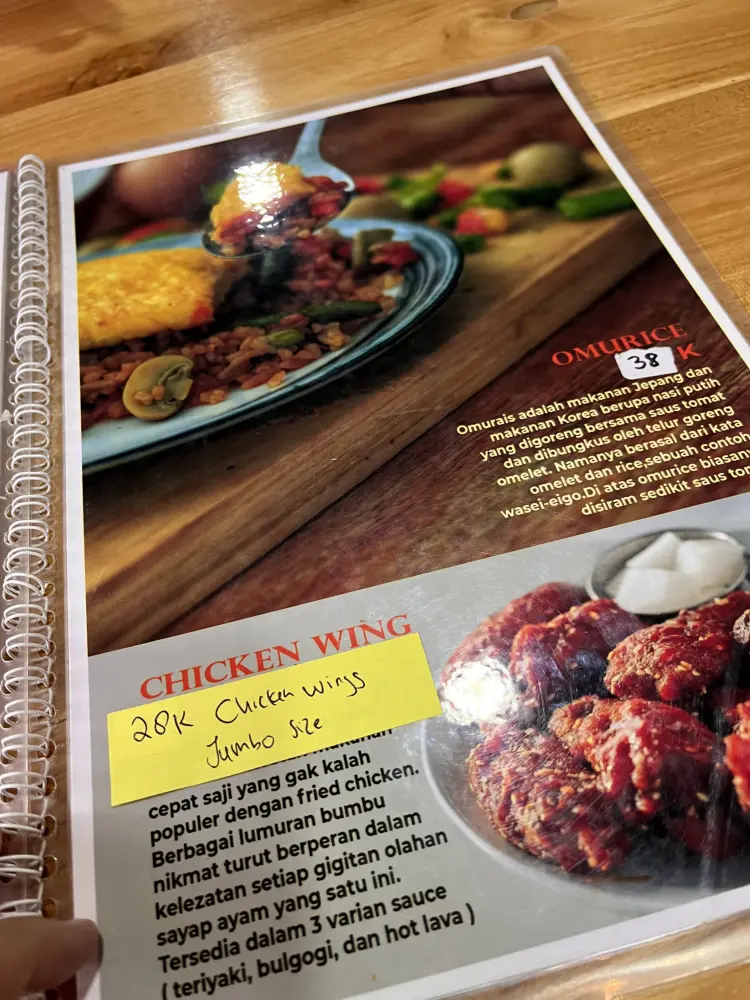 OMURICE
38 K
Omurais adalah makanan Jepang dan
makanan Korea berupa nasi putih
yang digoreng bersama saus tomat
dan dibungkus oleh telur goreng
omelet. Namanya berasal dari kata
omelet dan rice,sebuah contoh
wasei-eigo.Di atas omurice
disiram sedikit saus
CHICKEN WING
28K Chicken wings
Jumbo Size
cepat saji yang gak kalah
populer dengan fried chicken.
Berbagai lumuran bumbu
nikmat turut berperan dalam
kelezatan setiap gigitan olahan
sayap ayam yang satu ini.
Tersedia dalam 3 varian sauce
( teriyaki, bulgogi, dan hot lava )